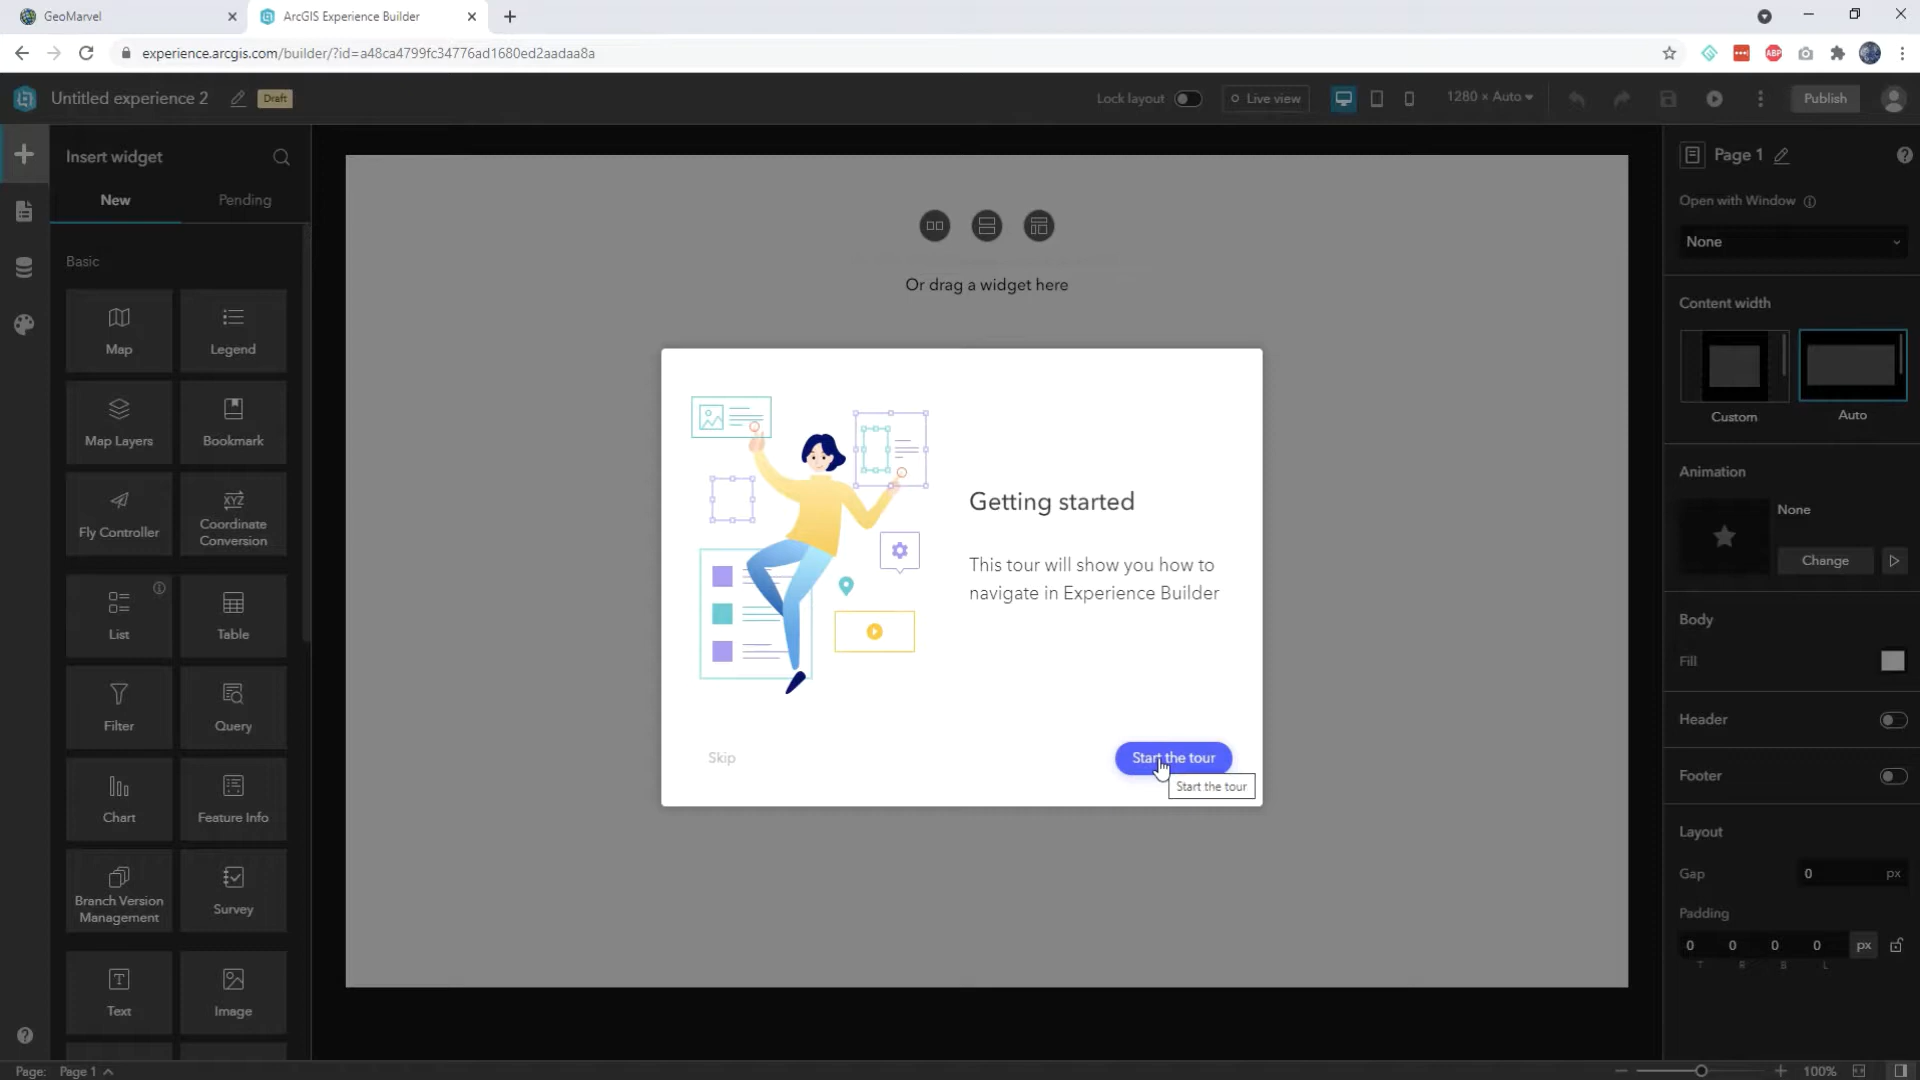 GeoMarvel
ArcGIS Experience Builder
experience.arcgis.com/builder/?id=a48ca4799fc34776ad1680ed2aadaa8a
ABP
Untitled experience 2
Draft
Lock layout
Live view
1280 × Auto
Publish
Insert widget
New
Pending
Basic
Map
Legend
Map Layers
Bookmark
Fly Controller
XYZ
Coordinate
Conversion
List
Table
Filter
Query
Chart
Feature Info
Branch Version
Management
Survey
Text
Image
Page:
Page 1
Or drag a widget here
Getting started
This tour will show you how to
navigate in Experience Builder
Skip
Start the tour
Start the tour
Page 1
Open with Window
None
Content width
Custom
Auto
Animation
None
Change
Body
Fill
Header
Footer
Layout
Gap
0 px
Padding
0 0 0 0 px
T R B L
100%